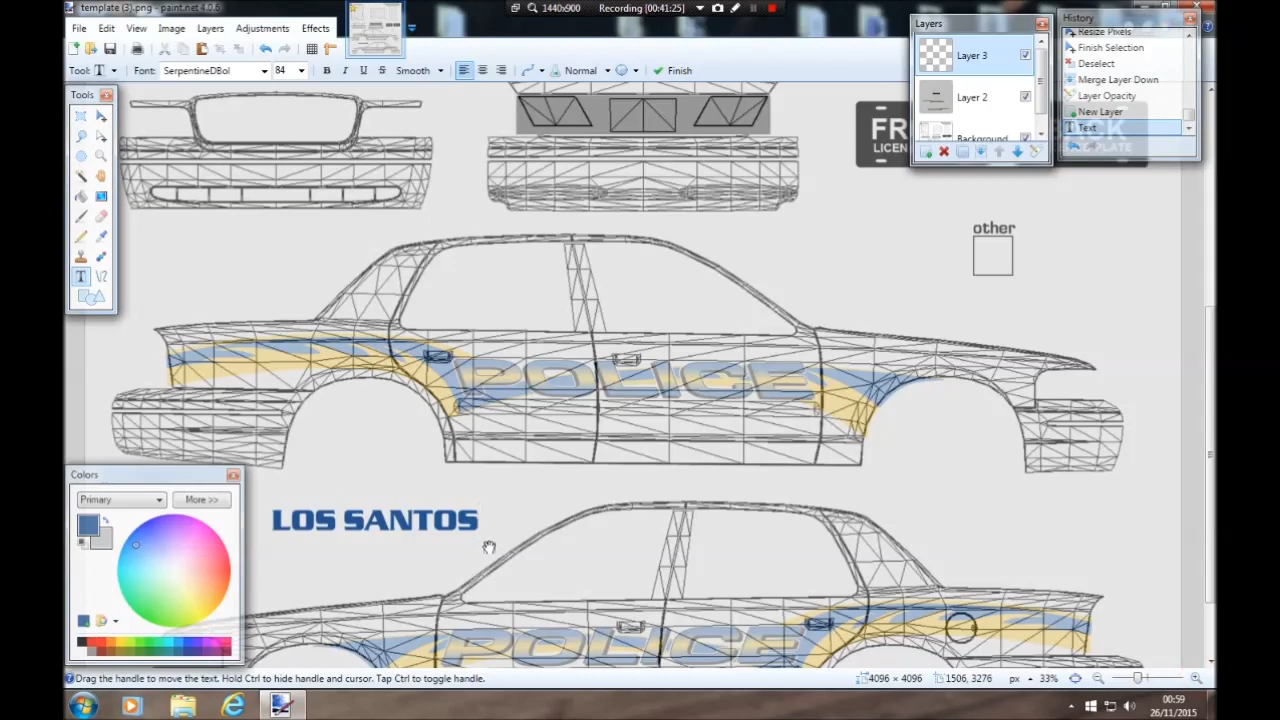 template (3).png - paint.net 4.0.6
1440x900
Recording [00:41:25]
File Edit View Image Layers Adjustments Effects
Tool: T Font: SerpentineDBol 84 B I U S Smooth Normal Finish
Tools
Layers
Layer 3
Layer 2
Background
History
Resize Pixels
Finish Selection
Deselect
Merge Layer Down
Layer Opacity
New Layer
Text
other
POLICE
LOS SANTOS
POLICE
Colors
Primary
More >>
Drag the handle to move the text. Hold Ctrl to hide handle and cursor. Tap Ctrl to toggle handle.
4096 × 4096
1506, 3276
px
33%
00:59
26/11/2015